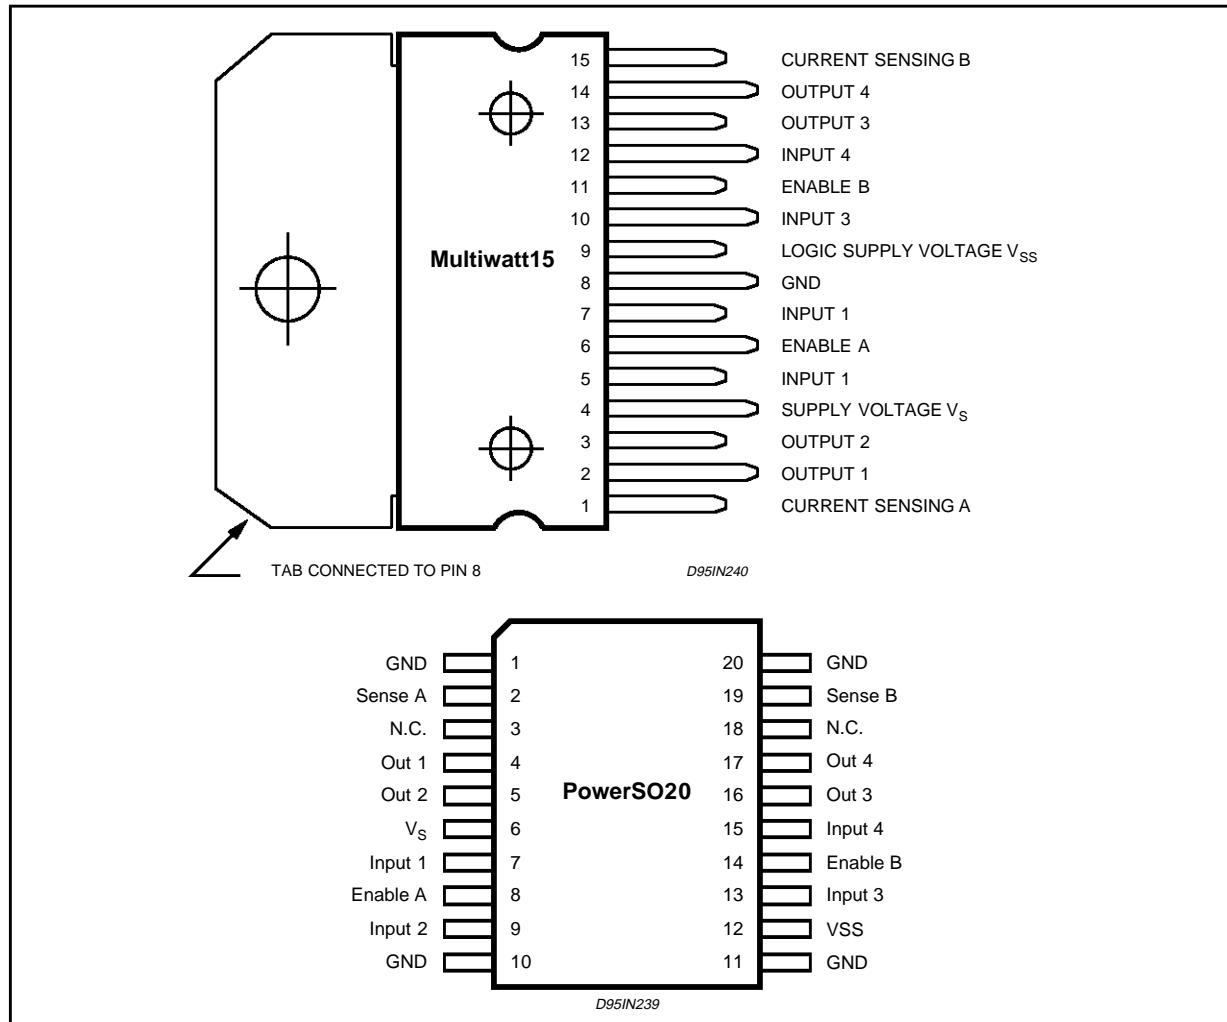 15 CURRENT SENSING B
14 OUTPUT 4
13 OUTPUT 3
12 INPUT 4
11 ENABLE B
10 INPUT 3
Multiwatt15
9 LOGIC SUPPLY VOLTAGE VSS
8 GND
7 INPUT 1
6 ENABLE A
5 INPUT 1
4 SUPPLY VOLTAGE VS
3 OUTPUT 2
2 OUTPUT 1
1 CURRENT SENSING A
TAB CONNECTED TO PIN 8
D95IN240
GND 1 20 GND
Sense A 2 19 Sense B
N.C. 3 18 N.C.
Out 1 4 17 Out 4
Out 2 5 PowerSO20 16 Out 3
VS 6 15 Input 4
Input 1 7 14 Enable B
Enable A 8 13 Input 3
Input 2 9 12 VSS
GND 10 11 GND
D95IN239